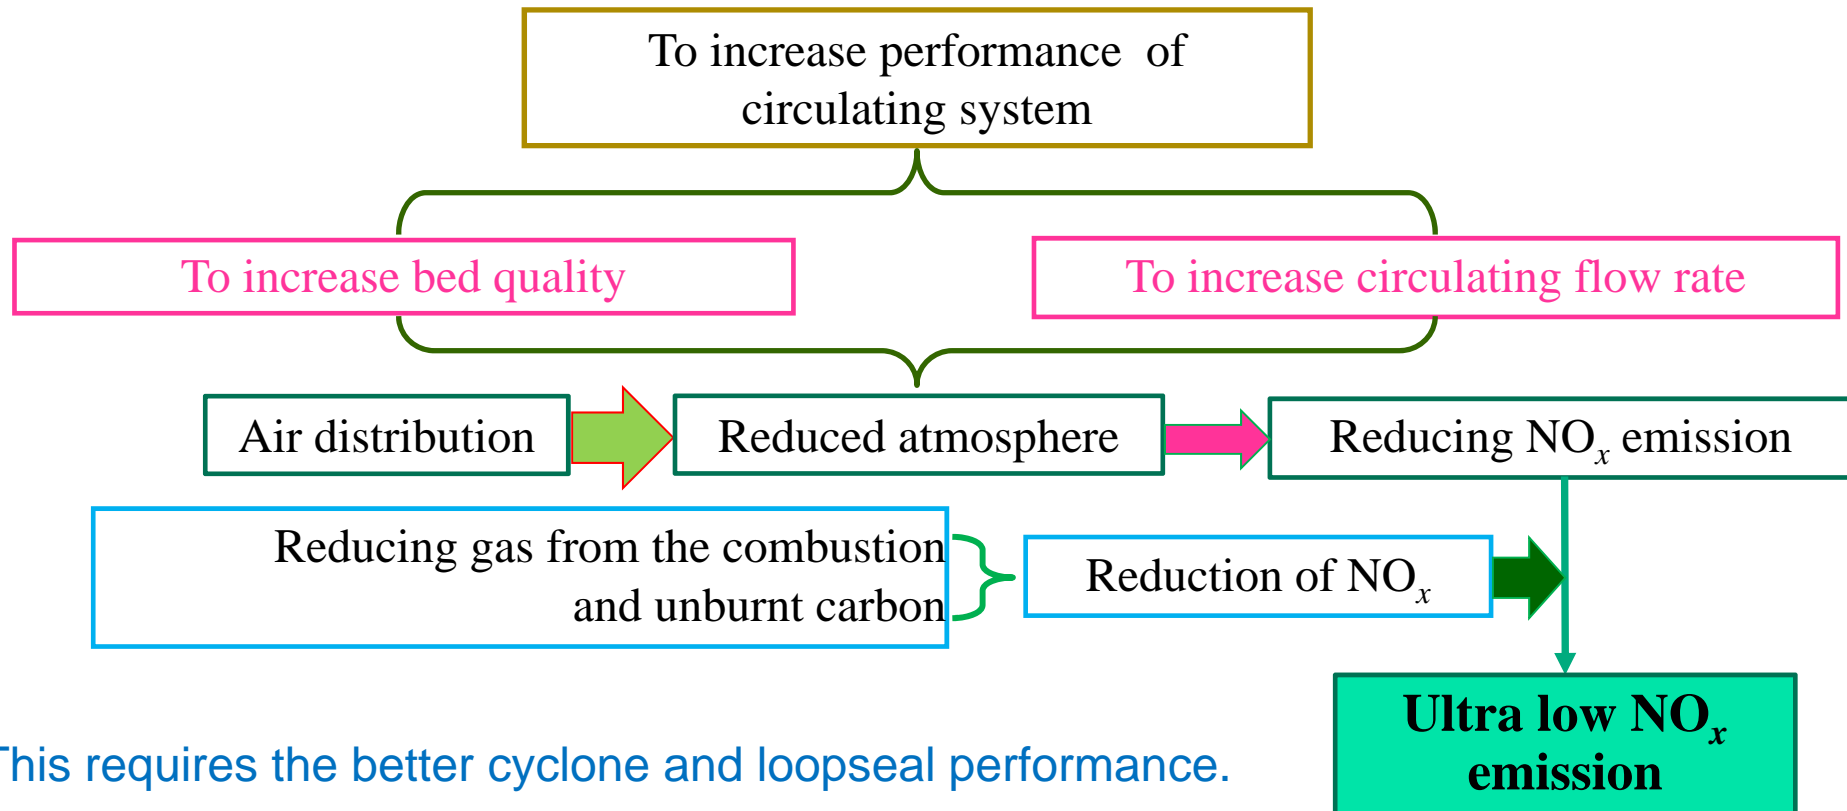 To increase performance of
circulating system
To increase bed quality
To increase circulating flow rate
Air distribution
Reduced atmosphere
Reducing NOx emission
Reducing gas from the combustion
and unburnt carbon
Reduction of NOx
Ultra low NOx
emission
This requires the better cyclone and loopseal performance.